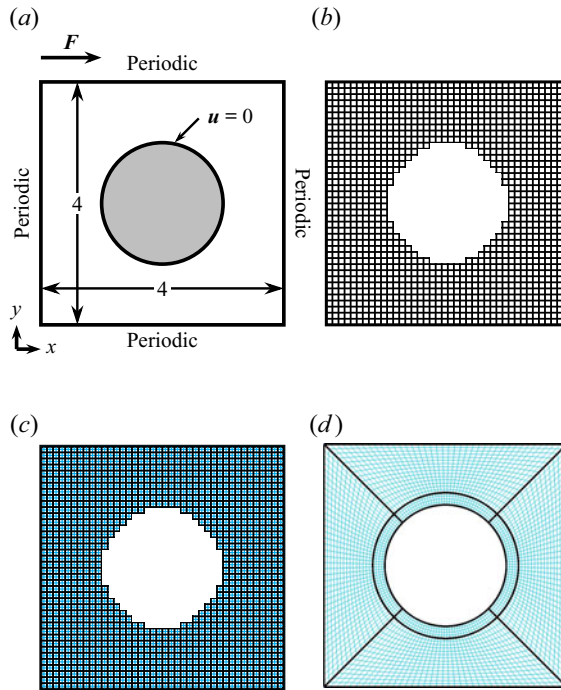 (a)
(b)
F
Periodic
u = 0
Periodic
4
Periodic
4
y
x
Periodic
(c)
(d)